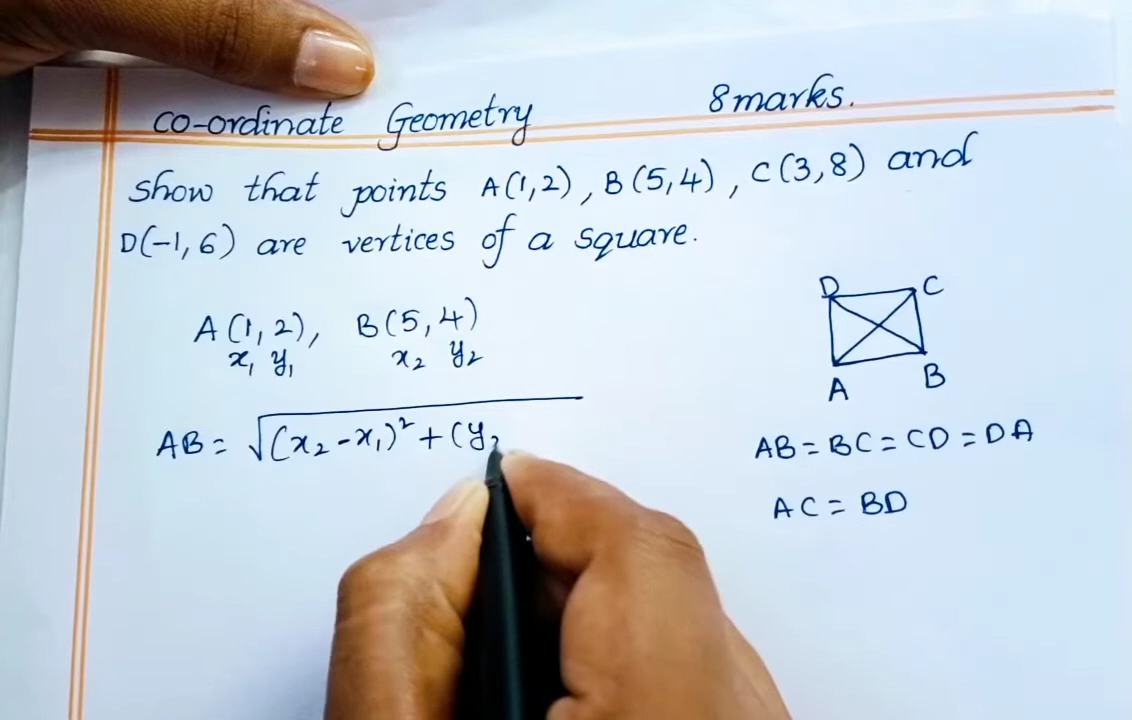 co-ordinate Geometry 8marks.
show that points A(1,2), B(5,4), C(3,8) and
D(-1,6) are vertices of a square.
A(1,2), B(5,4)
x₁ y₁ x₂ y₂
AB = √(x₂-x₁)²+(y₂
D C
A B
AB = BC = CD = DA
AC = BD